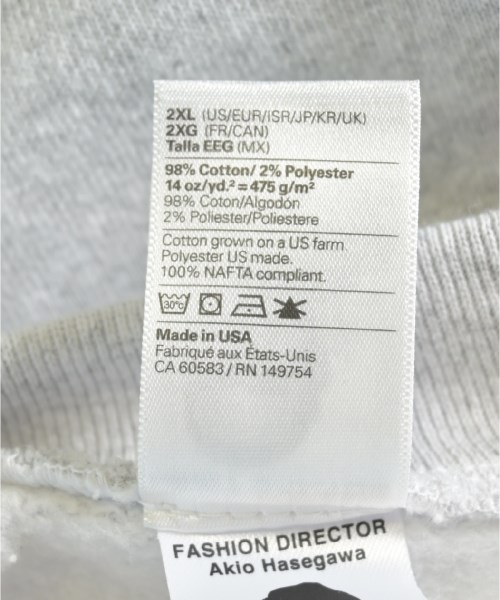 2XL (US/EUR/ISR/JP/KR/UK)
2XG (FR/CAN)
Talla EEG (MX)
98% Cotton/ 2% Polyester
14 oz/yd.² = 475 g/m²
98% Coton/Algodón
2% Poliester/Poliestere
Cotton grown on a US farm.
Polyester US made.
100% NAFTA compliant.
30°c
Made in USA
Fabriqué aux États-Unis
CA 60583 / RN 149754
FASHION DIRECTOR
Akio Hasegawa